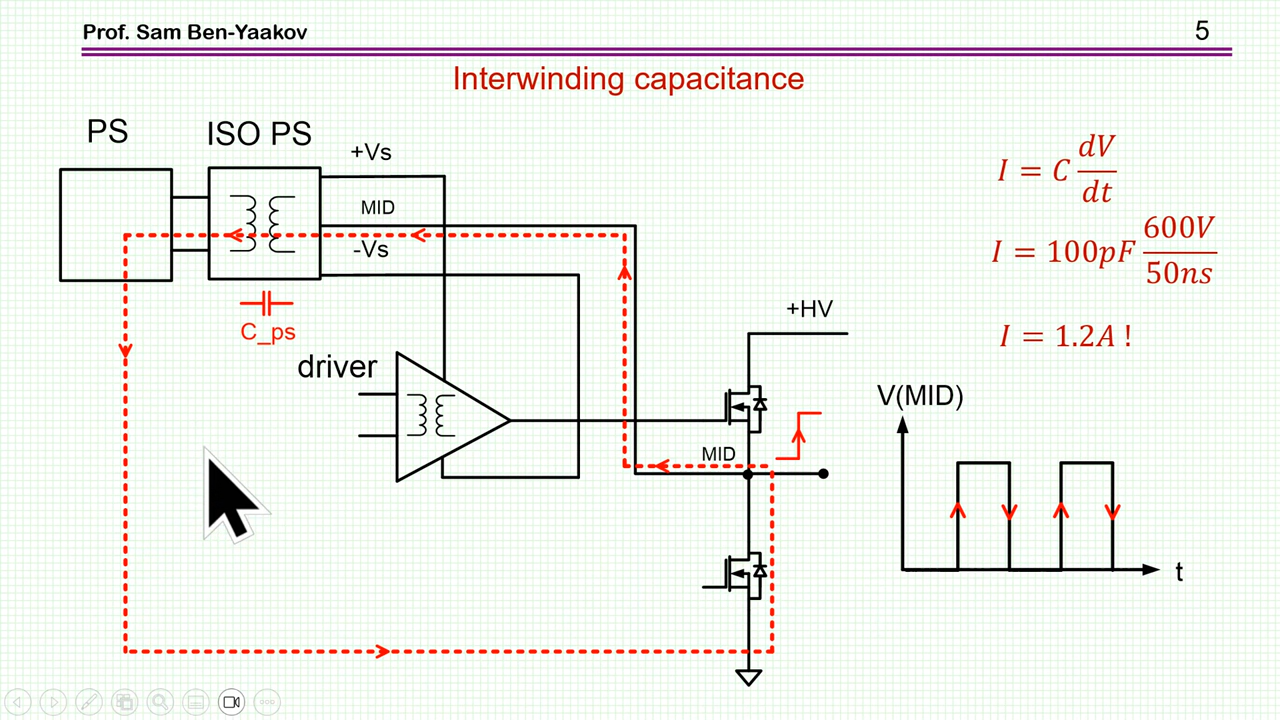 Prof. Sam Ben-Yaakov
5
Interwinding capacitance
PS
ISO PS
+Vs
MID
-Vs
C_ps
driver
+HV
MID
I = C dV/dt
I = 100pF 600V/50ns
I = 1.2A !
V(MID)
t